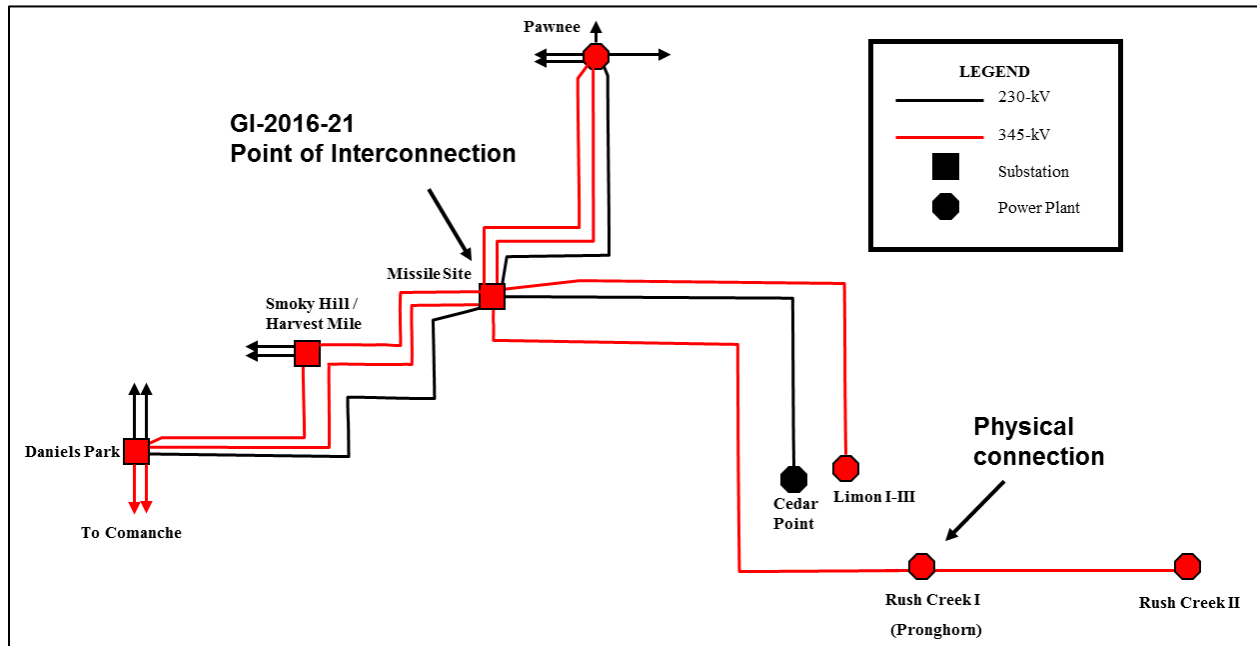 Pawnee
LEGEND
230-kV
345-kV
Substation
Power Plant
GI-2016-21
Point of Interconnection
Missile Site
Smoky Hill /
Harvest Mile
Daniels Park
To Comanche
Cedar
Point
Limon I-III
Physical
connection
Rush Creek I
(Pronghorn)
Rush Creek II